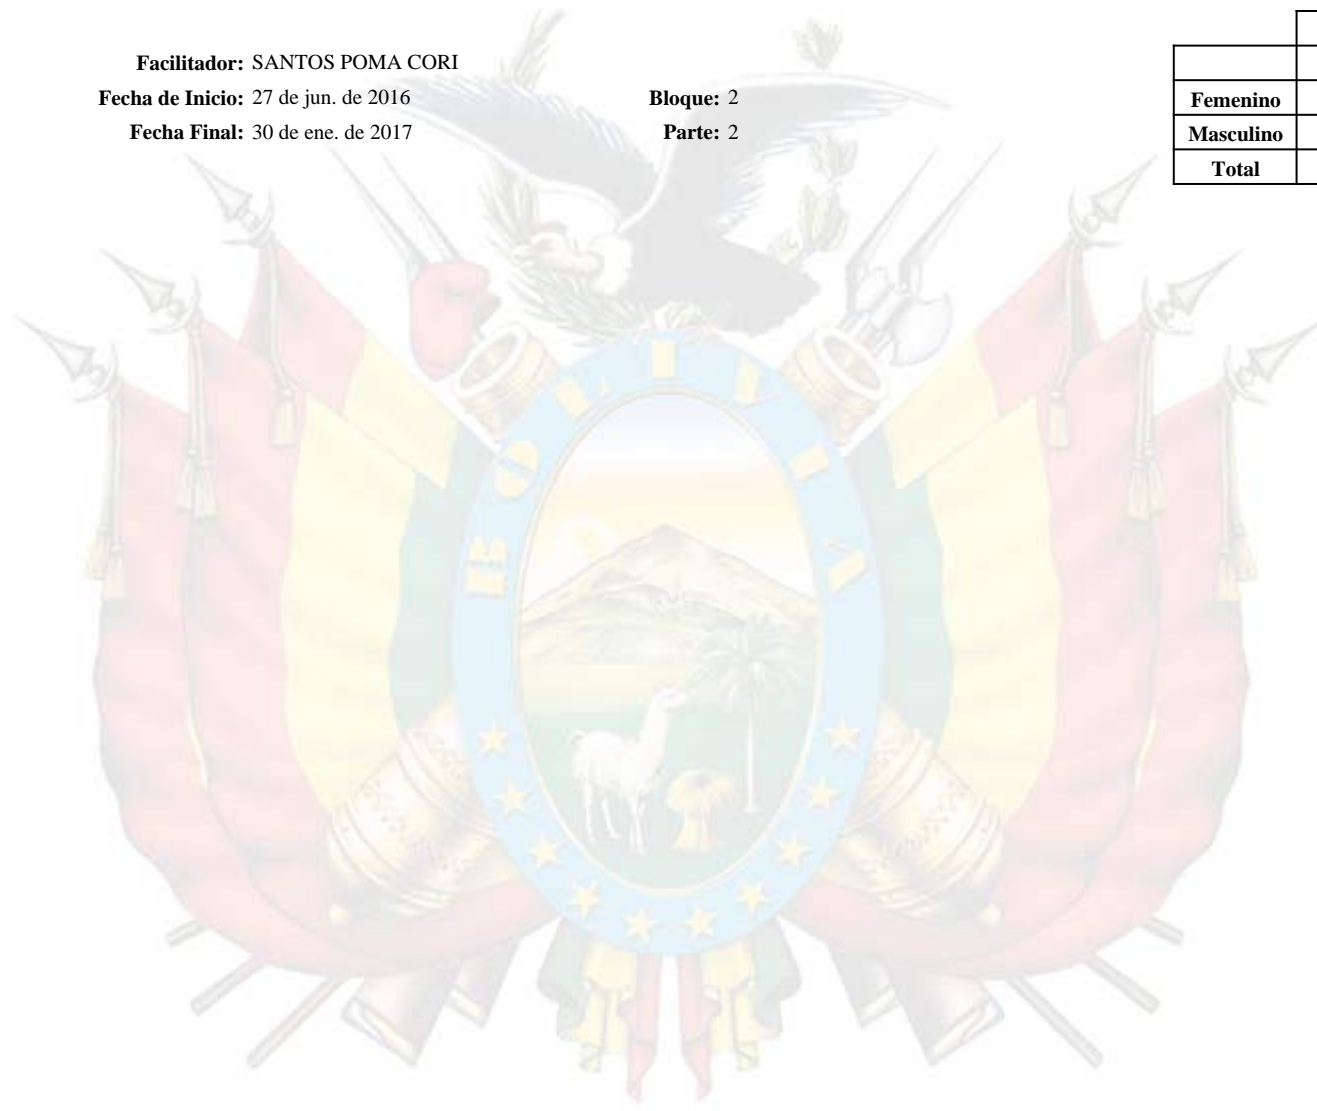 Facilitador: SANTOS POMA CORI
Fecha de Inicio: 27 de jun. de 2016 Bloque: 2
Fecha Final: 30 de ene. de 2017 Parte: 2
Femenino
Masculino
Total
BOLIVIA